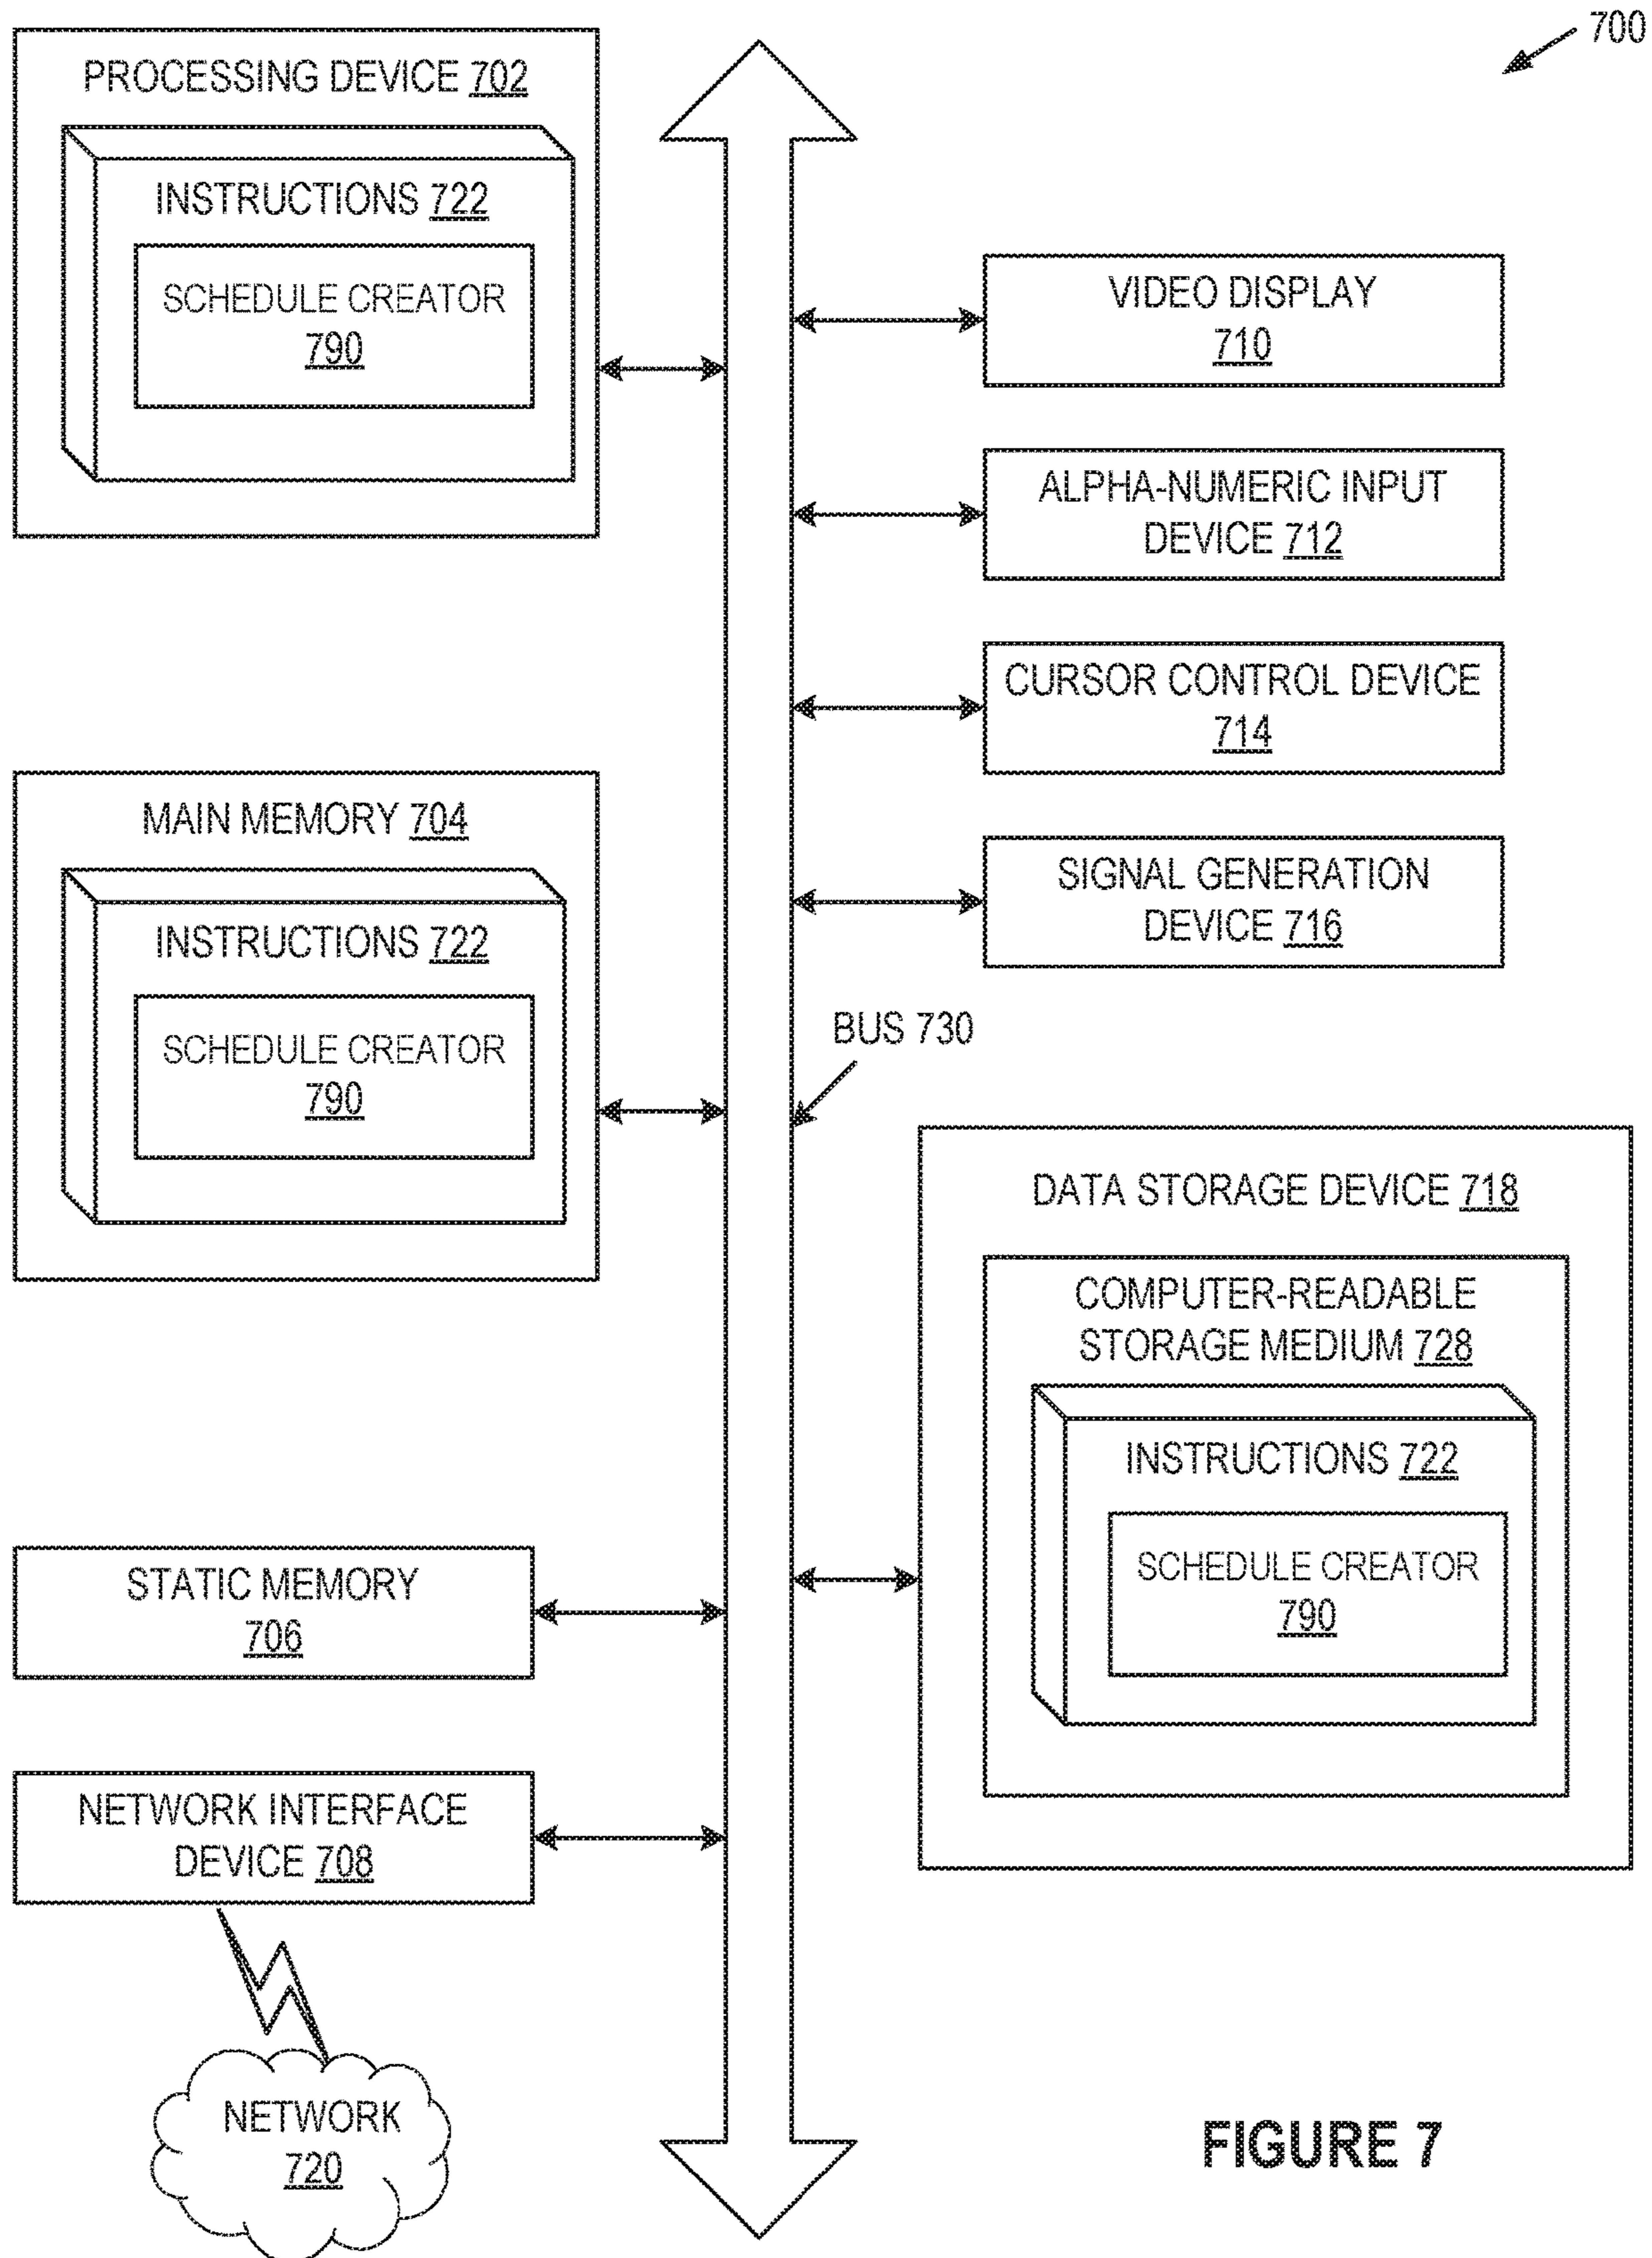 700
PROCESSING DEVICE 702
INSTRUCTIONS 722
SCHEDULE CREATOR
790
VIDEO DISPLAY
710
ALPHA-NUMERIC INPUT
DEVICE 712
CURSOR CONTROL DEVICE
714
MAIN MEMORY 704
INSTRUCTIONS 722
SCHEDULE CREATOR
790
SIGNAL GENERATION
DEVICE 716
BUS 730
DATA STORAGE DEVICE 718
COMPUTER-READABLE
STORAGE MEDIUM 728
INSTRUCTIONS 722
SCHEDULE CREATOR
790
STATIC MEMORY
706
NETWORK INTERFACE
DEVICE 708
NETWORK
720
FIGURE 7